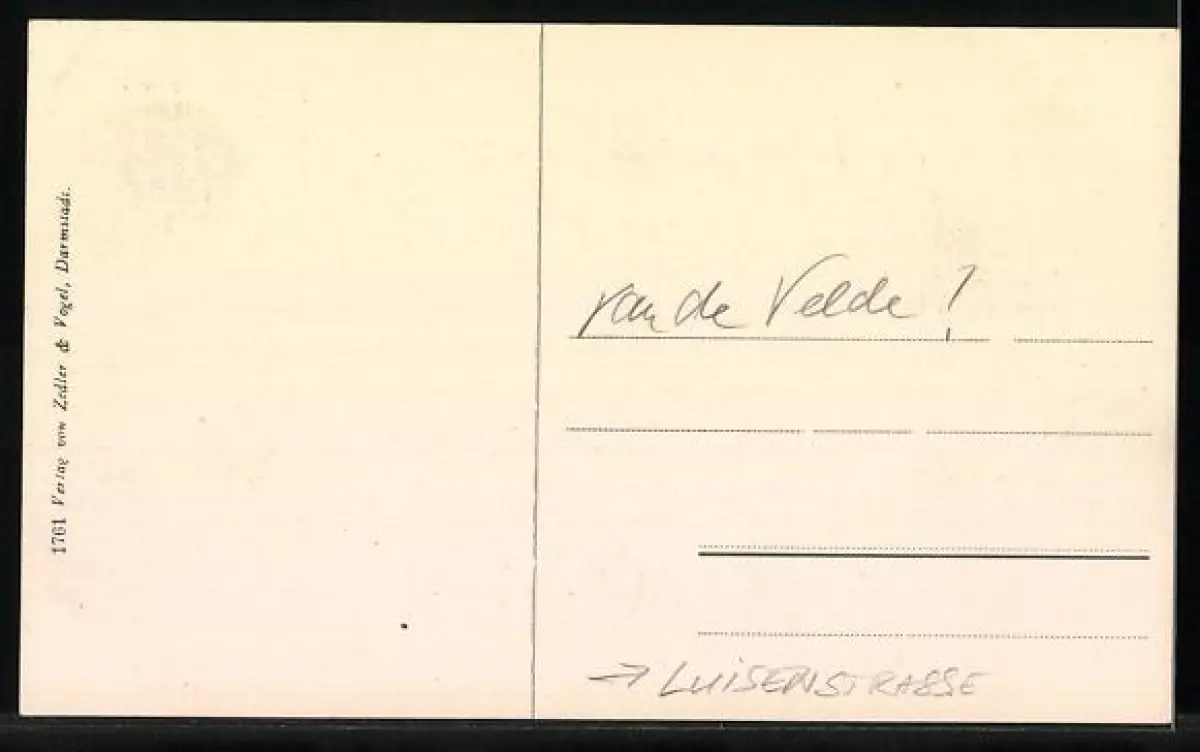 1761 Verlag von Zedler & Vogel, Darmstadt.
van de Velde!
→ LUISENSTRASSE